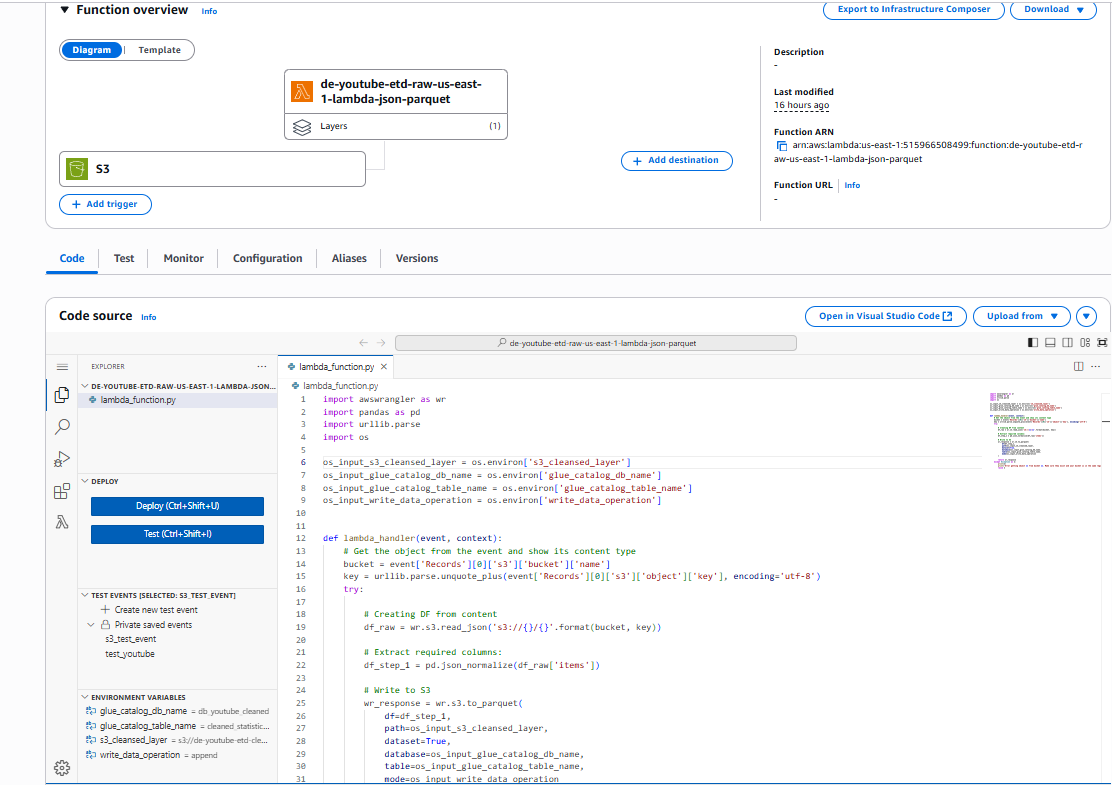 ▼ Function overview Info
Export to Infrastructure Composer
Download ▼
Diagram
Template
de-youtube-etd-raw-us-east-
1-lambda-json-parquet
Layers (1)
S3
+ Add destination
+ Add trigger
Description
-
Last modified
16 hours ago
Function ARN
arn:aws:lambda:us-east-1:515966508499:function:de-youtube-etd-r
aw-us-east-1-lambda-json-parquet
Function URL Info
-
Code
Test
Monitor
Configuration
Aliases
Versions
Code source Info
Open in Visual Studio Code
Upload from ▼
de-youtube-etd-raw-us-east-1-lambda-json-parquet
EXPLORER
DE-YOUTUBE-ETD-RAW-US-EAST-1-LAMBDA-JSON...
lambda_function.py
DEPLOY
Deploy (Ctrl+Shift+U)
Test (Ctrl+Shift+I)
TEST EVENTS [SELECTED: S3_TEST_EVENT]
+ Create new test event
Private saved events
s3_test_event
test_youtube
ENVIRONMENT VARIABLES
glue_catalog_db_name = db_youtube_cleaned
glue_catalog_table_name = cleaned_statistic...
s3_cleansed_layer = s3://de-youtube-etd-cle...
write_data_operation = append
lambda_function.py ×
lambda_function.py
1 import awswrangler as wr
2 import pandas as pd
3 import urllib.parse
4 import os
5
6 os_input_s3_cleansed_layer = os.environ['s3_cleansed_layer']
7 os_input_glue_catalog_db_name = os.environ['glue_catalog_db_name']
8 os_input_glue_catalog_table_name = os.environ['glue_catalog_table_name']
9 os_input_write_data_operation = os.environ['write_data_operation']
10
11
12 def lambda_handler(event, context):
13 # Get the object from the event and show its content type
14 bucket = event['Records'][0]['s3']['bucket']['name']
15 key = urllib.parse.unquote_plus(event['Records'][0]['s3']['object']['key'], encoding='utf-8')
16 try:
17
18 # Creating DF from content
19 df_raw = wr.s3.read_json('s3://{}/{}'.format(bucket, key))
20
21 # Extract required columns:
22 df_step_1 = pd.json_normalize(df_raw['items'])
23
24 # Write to S3
25 wr_response = wr.s3.to_parquet(
26 df=df_step_1,
27 path=os_input_s3_cleansed_layer,
28 dataset=True,
29 database=os_input_glue_catalog_db_name,
30 table=os_input_glue_catalog_table_name,
31 mode=os_input_write_data_operation